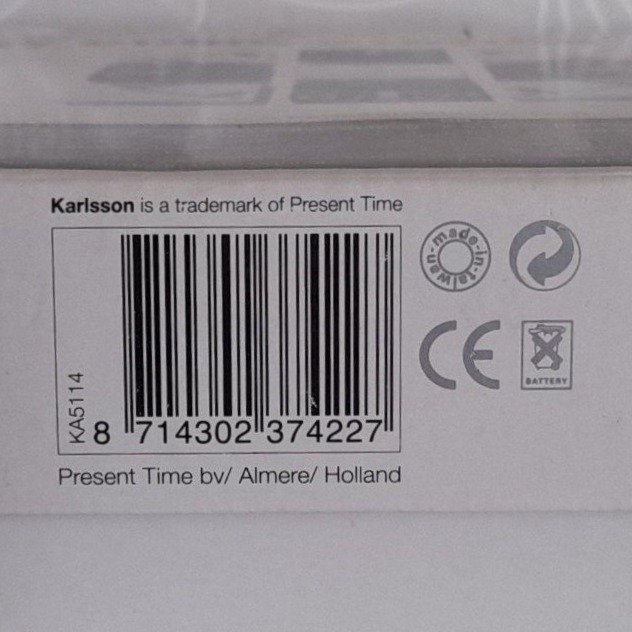 Karlsson is a trademark of Present Time
made-in-taiwan
KA5114
8 714302 374227
BATTERY
Present Time bv/ Almere/ Holland
CE